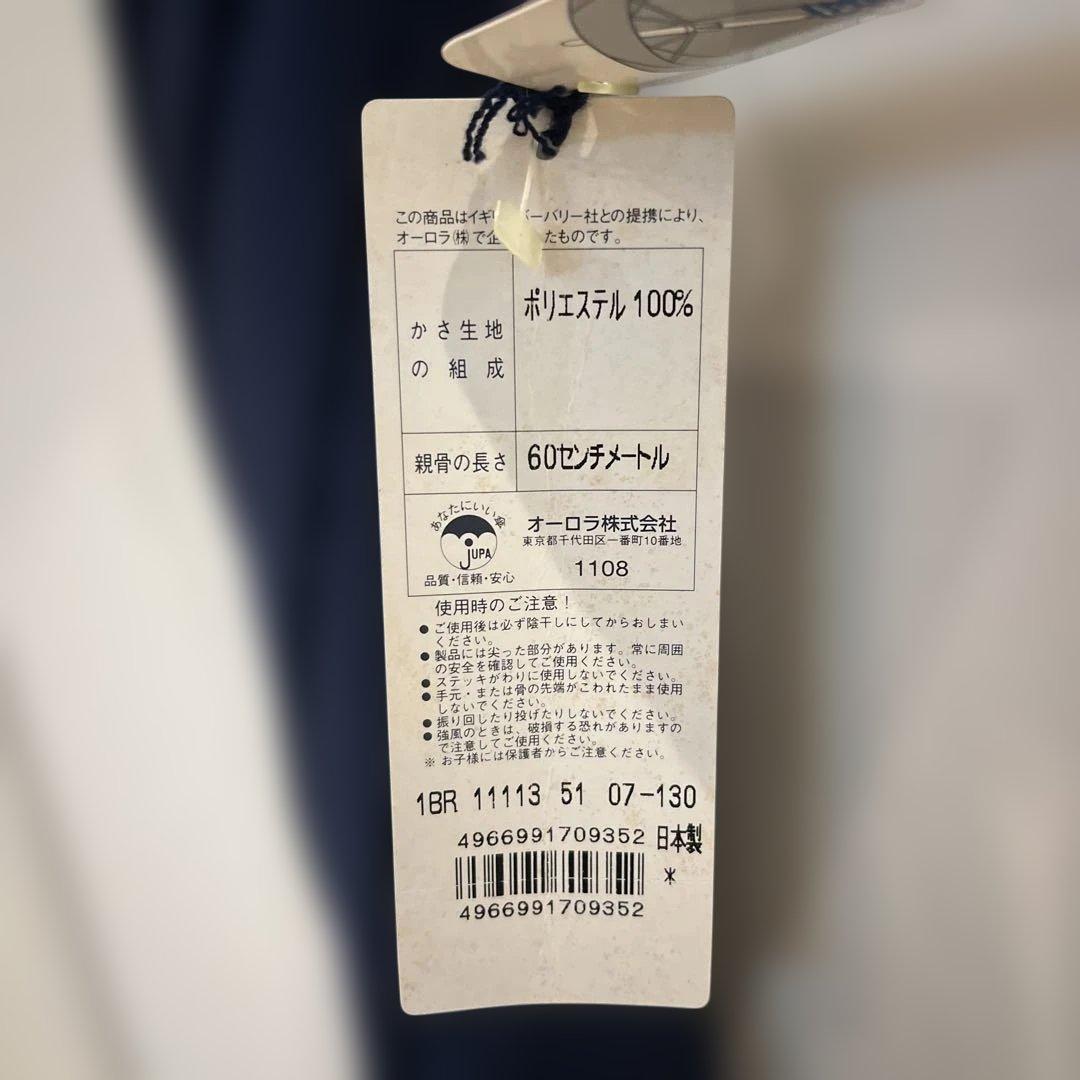 この商品はイギリ バーバリー社との提携により、
オーロラ(株)で企 たものです。
かさ生地
の組成
ポリエステル 100%
親骨の長さ
60センチメートル
あなたにいい傘
JUPA
品質・信頼・安心
オーロラ株式会社
東京都千代田区一番町10番地
1108
使用時のご注意!
● ご使用後は必ず陰干しにしてからおしまい
ください。
● 製品には尖った部分があります。常に周囲
の安全を確認してご使用ください。
● ステッキがわりに使用しないでください。
● 手元・または骨の先端がこわれたまま使用
しないでください。
● 振り回したり投げたりしないでください。
● 強風のときは、破損する恐れがありますの
で注意してご使用ください。
※ お子様には保護者からご注意ください。
1BR 11113 51 07-130
4966991709352 日本製
4966991709352